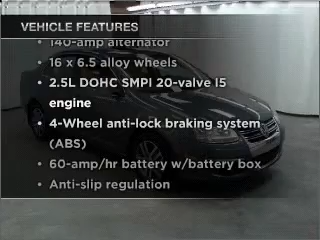 VEHICLE FEATURES
• 140-amp alternator
• 16 x 6.5 alloy wheels
• 2.5L DOHC SMPI 20-valve I5
engine
• 4-Wheel anti-lock braking system
(ABS)
• 60-amp/hr battery w/battery box
• Anti-slip regulation